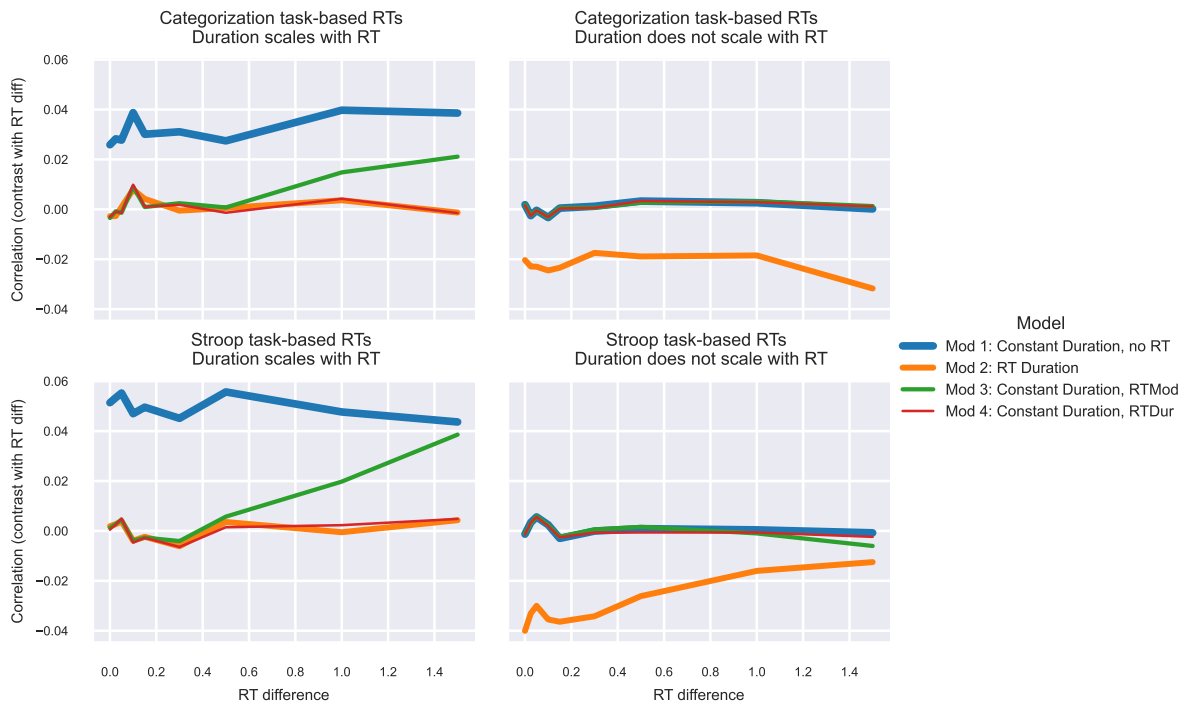 Categorization task-based RTs
Duration scales with RT
Categorization task-based RTs
Duration does not scale with RT
Correlation (contrast with RT diff)
0.06
0.04
0.02
0.00
−0.02
−0.04
Stroop task-based RTs
Duration scales with RT
Stroop task-based RTs
Duration does not scale with RT
Correlation (contrast with RT diff)
0.06
0.04
0.02
0.00
−0.02
−0.04
0.0 0.2 0.4 0.6 0.8 1.0 1.2 1.4
RT difference
0.0 0.2 0.4 0.6 0.8 1.0 1.2 1.4
RT difference
Model
Mod 1: Constant Duration, no RT
Mod 2: RT Duration
Mod 3: Constant Duration, RTMod
Mod 4: Constant Duration, RTDur